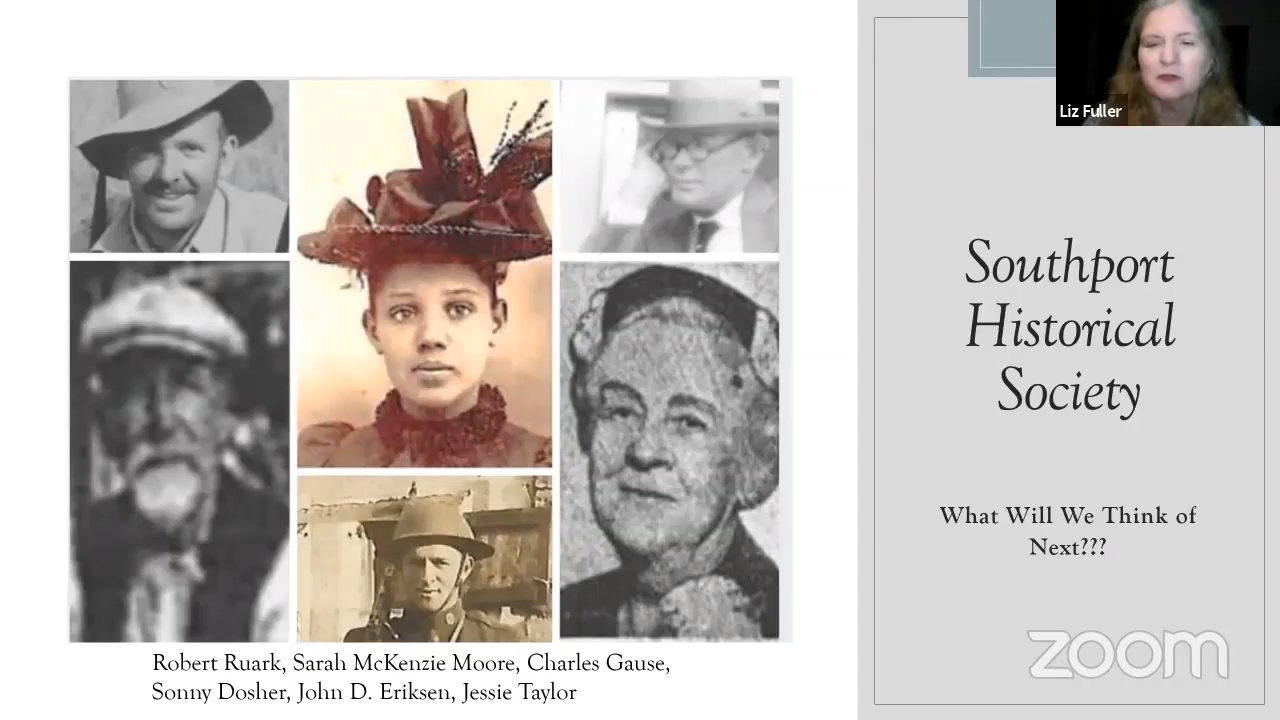 Liz Fuller
Southport
Historical
Society
What Will We Think of
Next???
Robert Ruark, Sarah McKenzie Moore, Charles Gause,
Sonny Dosher, John D. Eriksen, Jessie Taylor
zoom